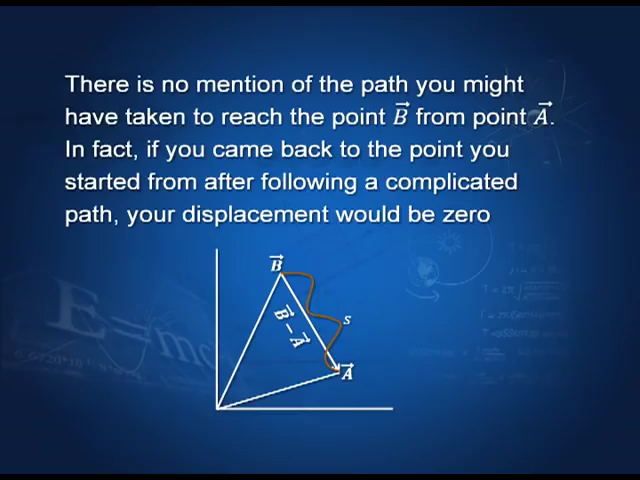 There is no mention of the path you might
have taken to reach the point B⃗ from point A⃗.
In fact, if you came back to the point you
started from after following a complicated
path, your displacement would be zero
B⃗
B⃗ − A⃗
s
A⃗
E=mc